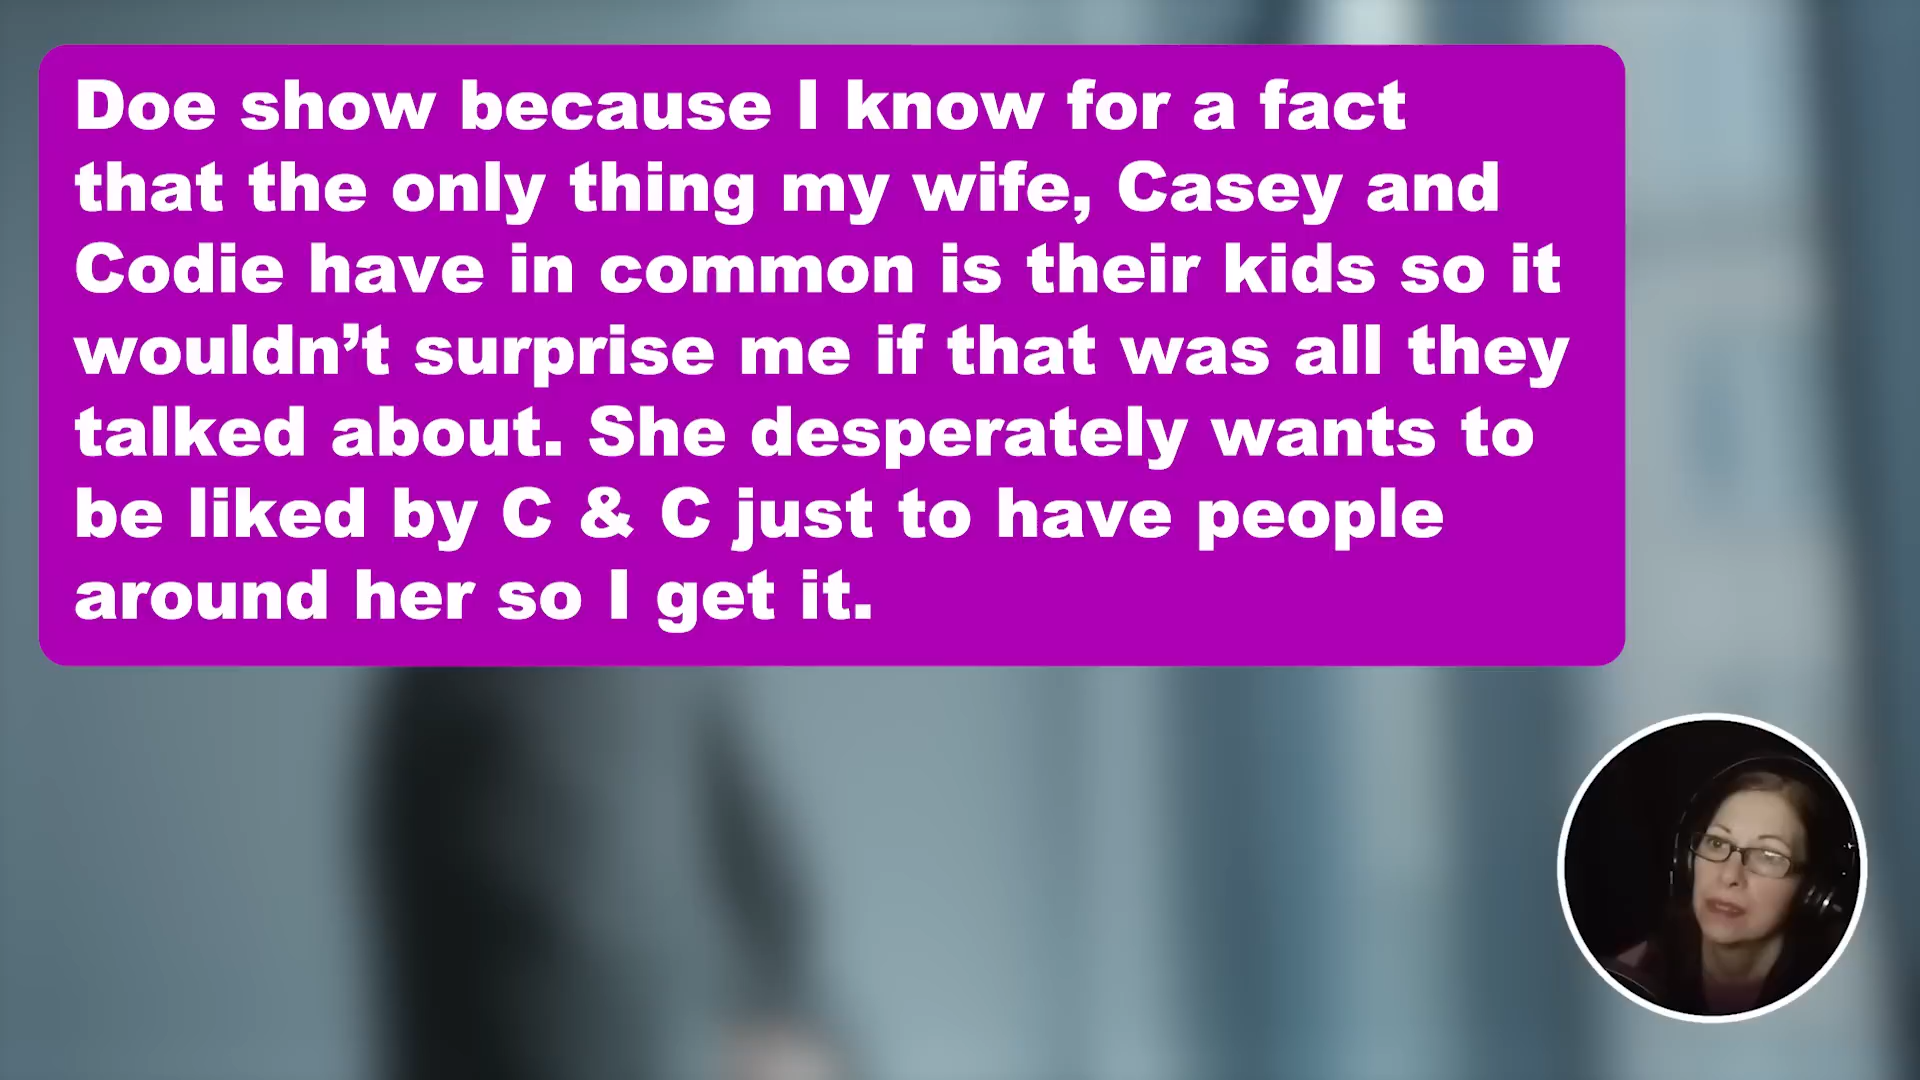 Doe show because I know for a fact
that the only thing my wife, Casey and
Codie have in common is their kids so it
wouldn’t surprise me if that was all they
talked about. She desperately wants to
be liked by C & C just to have people
around her so I get it.